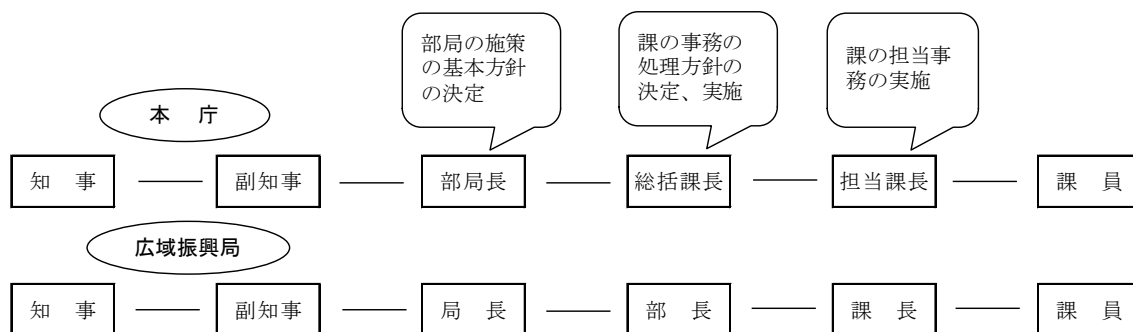 部局の施策
の基本方針
の決定
課の事務の
処理方針の
決定、実施
課の担当事
務の実施
本　庁
知　事
副知事
部局長
総括課長
担当課長
課　員
広域振興局
知　事
副知事
局　長
部　長
課　長
課　員